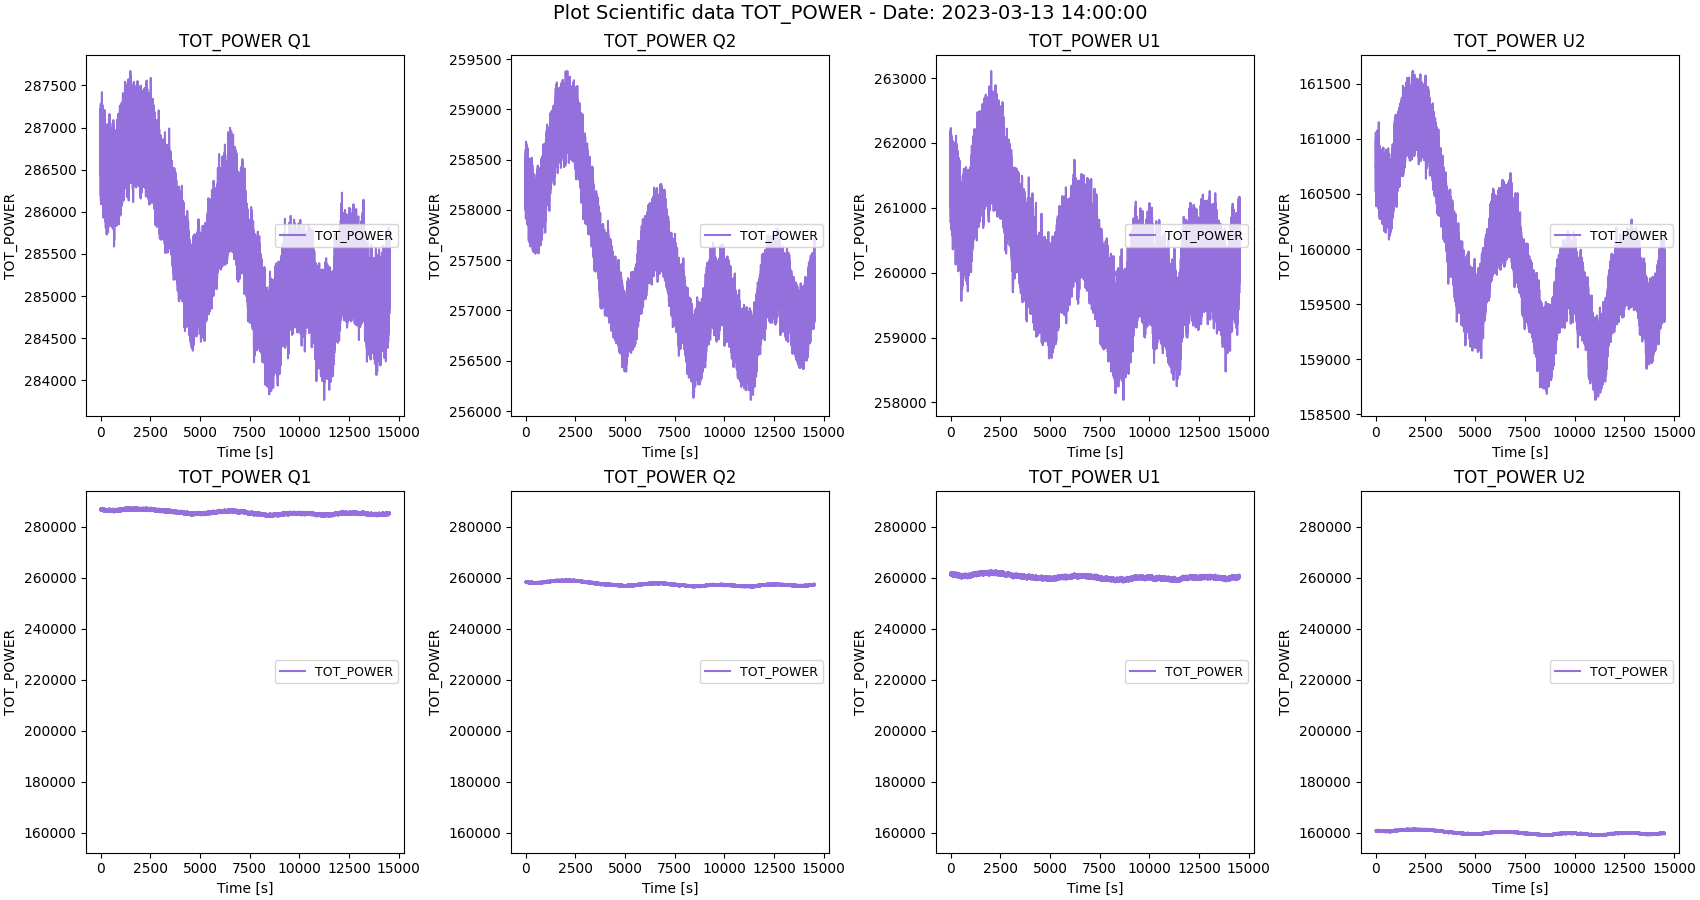 Plot Scientific data TOT_POWER - Date: 2023-03-13 14:00:00
TOT_POWER Q1
TOT_POWER
287500
287000
286500
286000
285500
285000
284500
284000
TOT_POWER
0 2500 5000 7500 10000 12500 15000
Time [s]
TOT_POWER Q2
TOT_POWER
259500
259000
258500
258000
257500
257000
256500
256000
TOT_POWER
0 2500 5000 7500 10000 12500 15000
Time [s]
TOT_POWER U1
TOT_POWER
263000
262000
261000
260000
259000
258000
TOT_POWER
0 2500 5000 7500 10000 12500 15000
Time [s]
TOT_POWER U2
TOT_POWER
161500
161000
160500
160000
159500
159000
158500
TOT_POWER
0 2500 5000 7500 10000 12500 15000
Time [s]
TOT_POWER Q1
TOT_POWER
280000
260000
240000
220000
200000
180000
160000
TOT_POWER
0 2500 5000 7500 10000 12500 15000
Time [s]
TOT_POWER Q2
TOT_POWER
280000
260000
240000
220000
200000
180000
160000
TOT_POWER
0 2500 5000 7500 10000 12500 15000
Time [s]
TOT_POWER U1
TOT_POWER
280000
260000
240000
220000
200000
180000
160000
TOT_POWER
0 2500 5000 7500 10000 12500 15000
Time [s]
TOT_POWER U2
TOT_POWER
280000
260000
240000
220000
200000
180000
160000
TOT_POWER
0 2500 5000 7500 10000 12500 15000
Time [s]